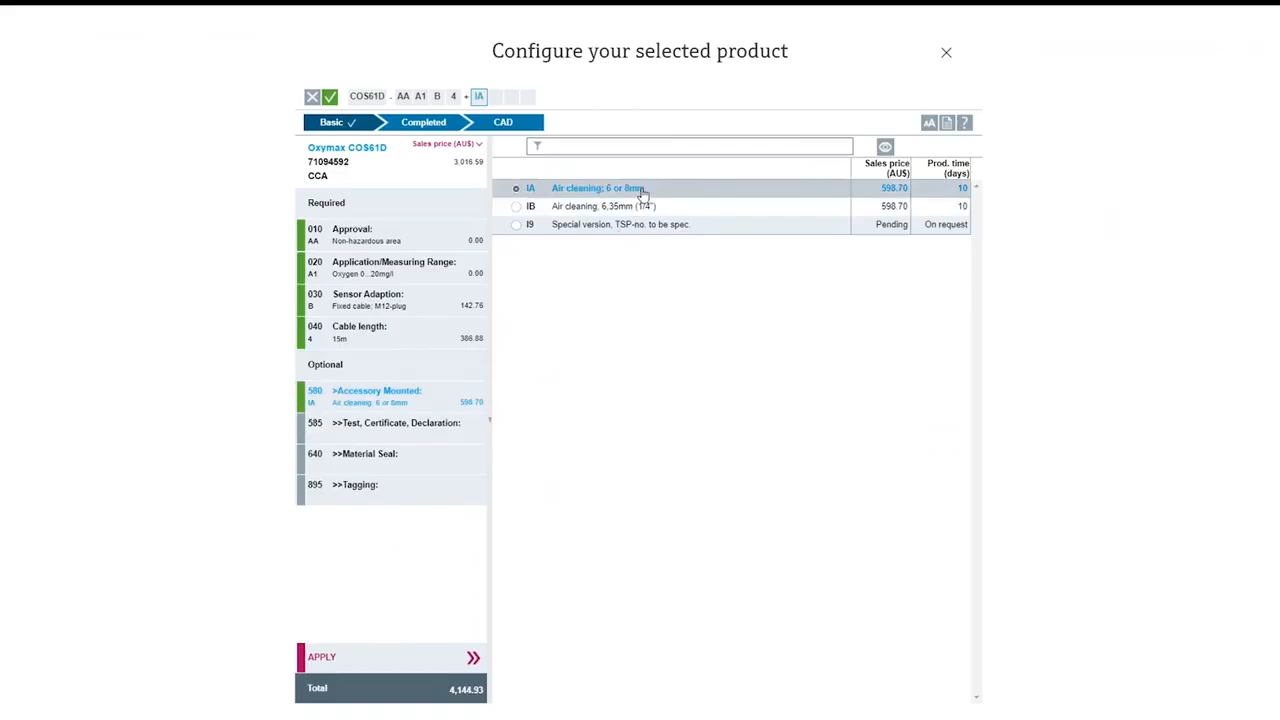 Configure your selected product
COS61D - AA A1 B 4 + IA
Basic ✓ Completed CAD
AA ?
Oxymax COS61D Sales price (AU$)
71094592 3,016.59
CCA
Sales price (AU$) Prod. time (days)
IA Air cleaning; 6 or 8mm 598.70 10
IB Air cleaning; 6,35mm (1/4") 598.70 10
I9 Special version, TSP-no. to be spec. Pending On request
Required
010 Approval:
AA Non-hazardous area 0.00
020 Application/Measuring Range:
A1 Oxygen 0...20mg/l 0.00
030 Sensor Adaption:
B Fixed cable; M12-plug 142.76
040 Cable length:
4 15m 386.88
Optional
580 >Accessory Mounted:
IA Air cleaning; 6 or 8mm 598.70
585 >>Test, Certificate, Declaration:
640 >>Material Seal:
895 >>Tagging:
APPLY
Total 4,144.93